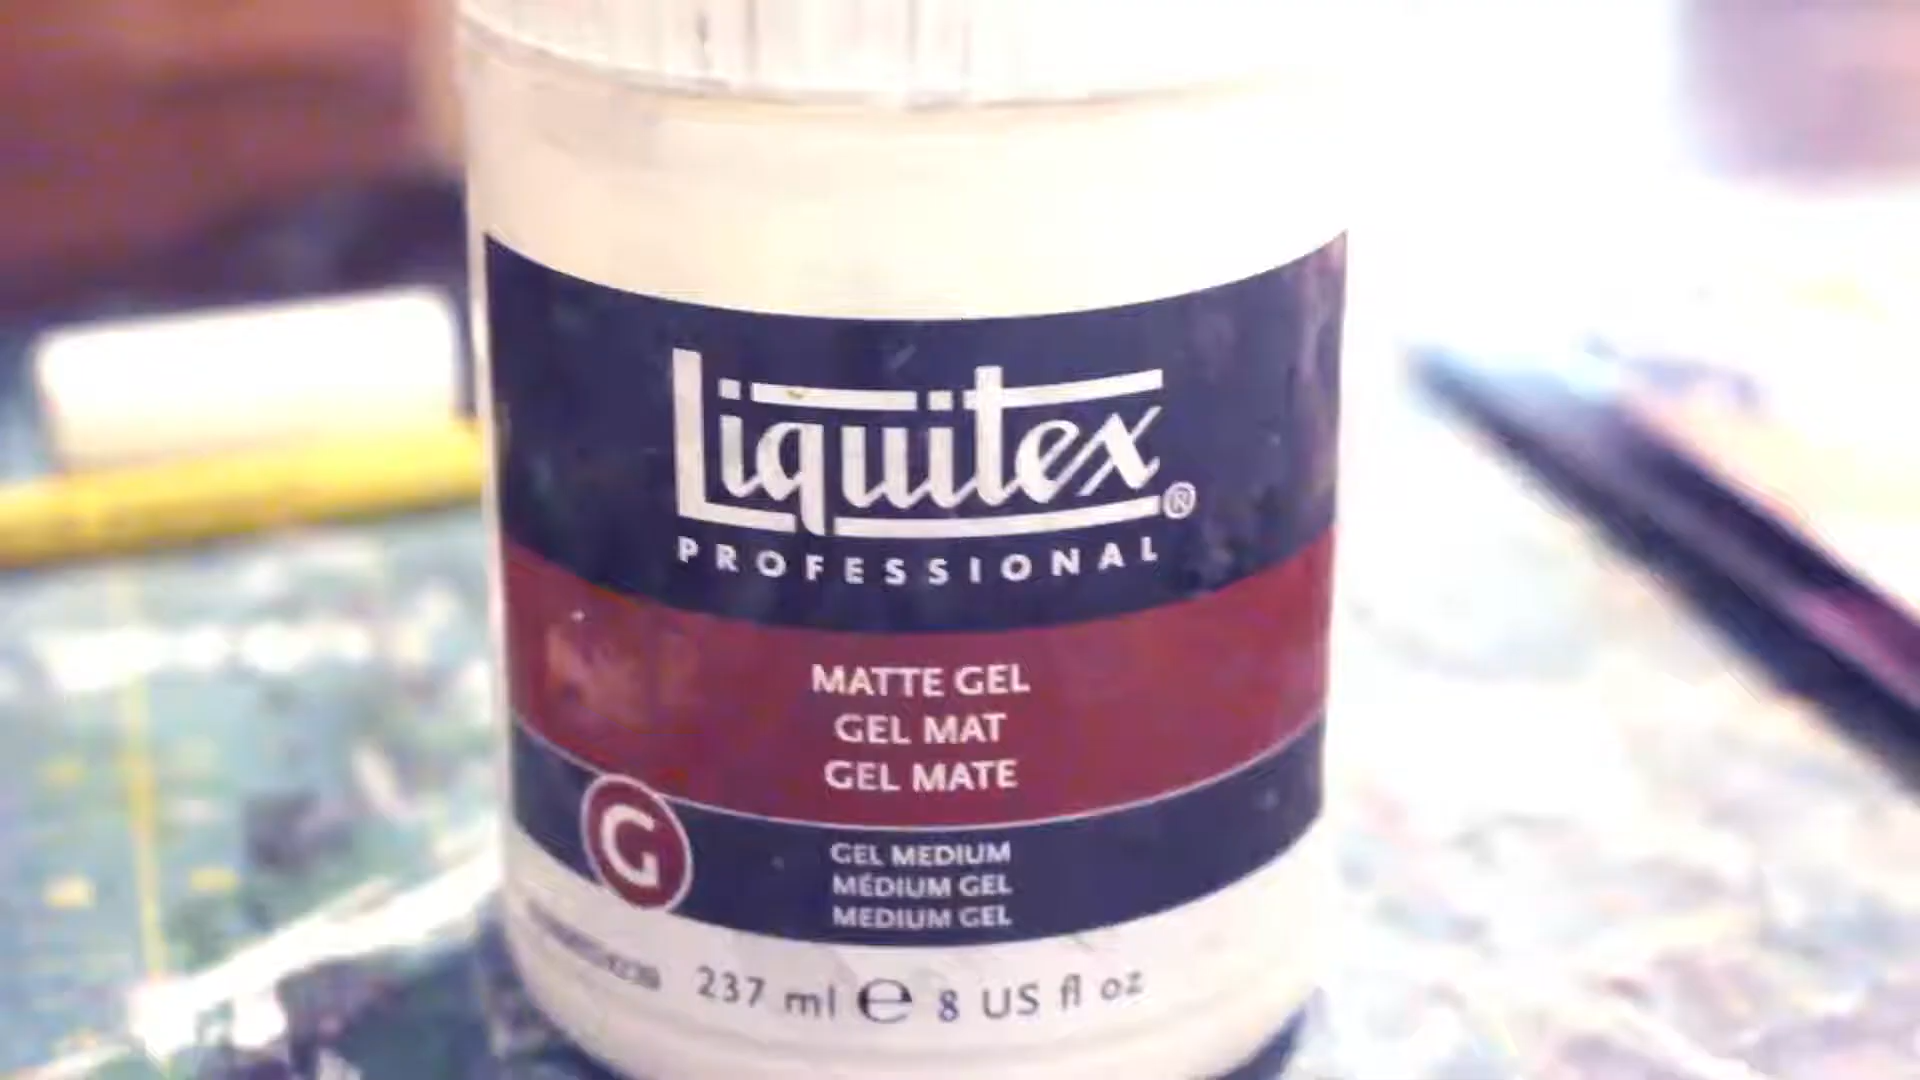 Liquitex®
PROFESSIONAL
MATTE GEL
GEL MAT
GEL MATE
G
GEL MEDIUM
MÉDIUM GEL
MEDIUM GEL
237 ml ℮ 8 US fl oz